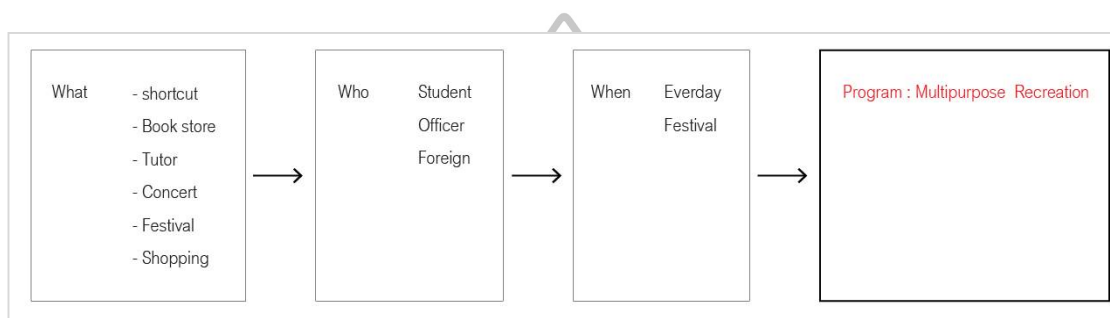 What
- shortcut
- Book store
- Tutor
- Concert
- Festival
- Shopping
Who
Student
Officer
Foreign
When
Everday
Festival
Program : Multipurpose Recreation